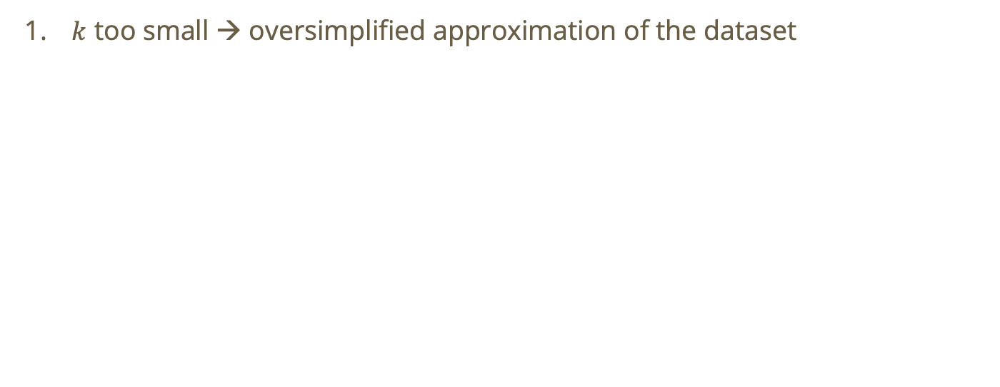 1. k too small → oversimplified approximation of the dataset